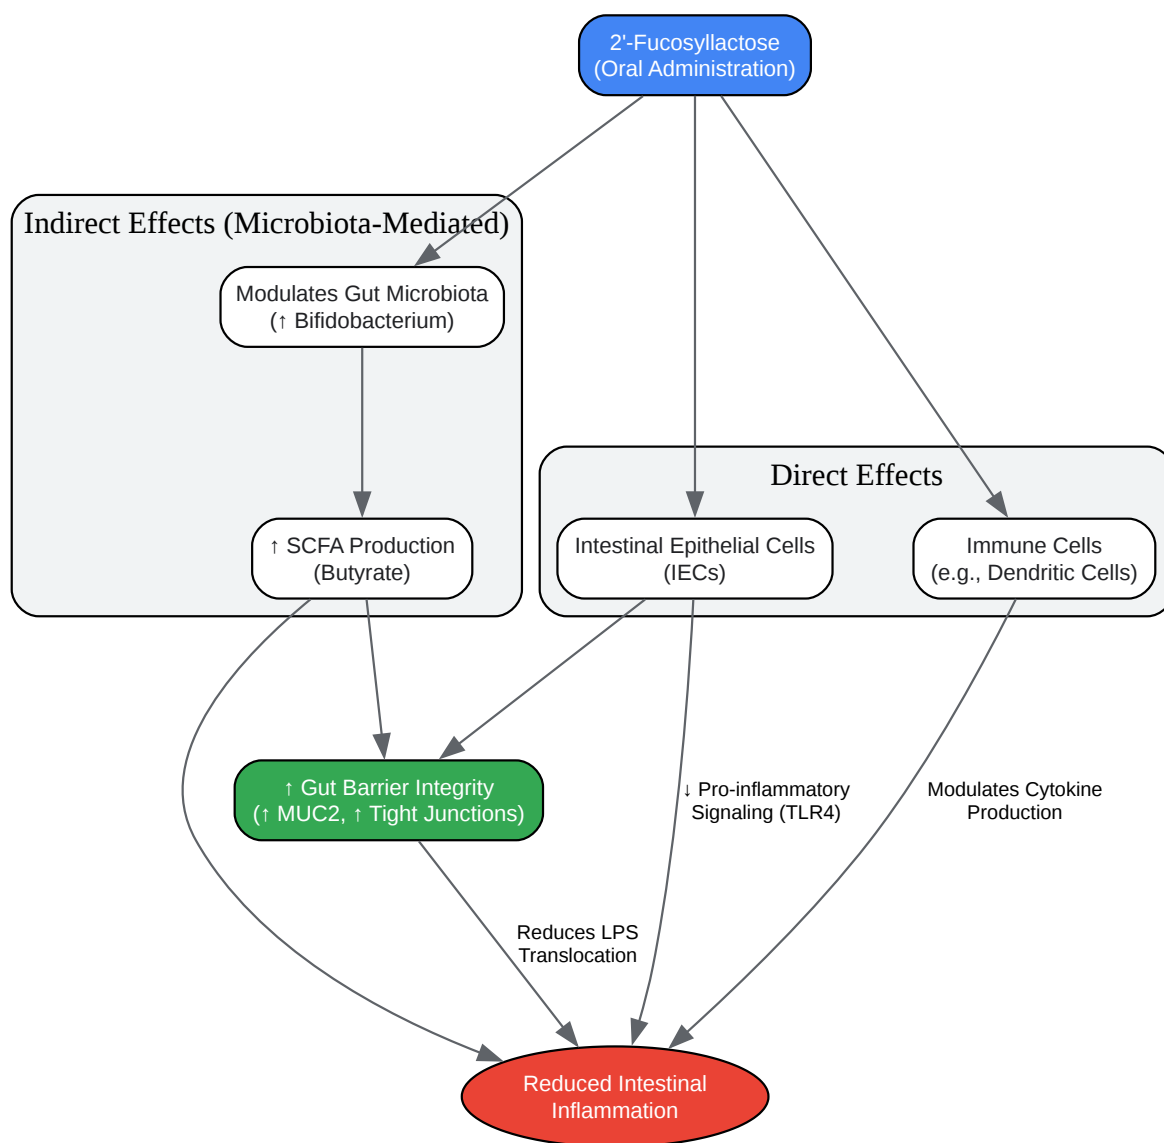 2'-Fucosyllactose
(Oral Administration)
Indirect Effects (Microbiota-Mediated)
Modulates Gut Microbiota
(↑ Bifidobacterium)
Direct Effects
↑ SCFA Production
(Butyrate)
Intestinal Epithelial Cells
(IECs)
Immune Cells
(e.g., Dendritic Cells)
↑ Gut Barrier Integrity
(↑ MUC2, ↑ Tight Junctions)
↓ Pro-inflammatory
Signaling (TLR4)
Modulates Cytokine
Production
Reduces LPS
Translocation
Reduced Intestinal
Inflammation